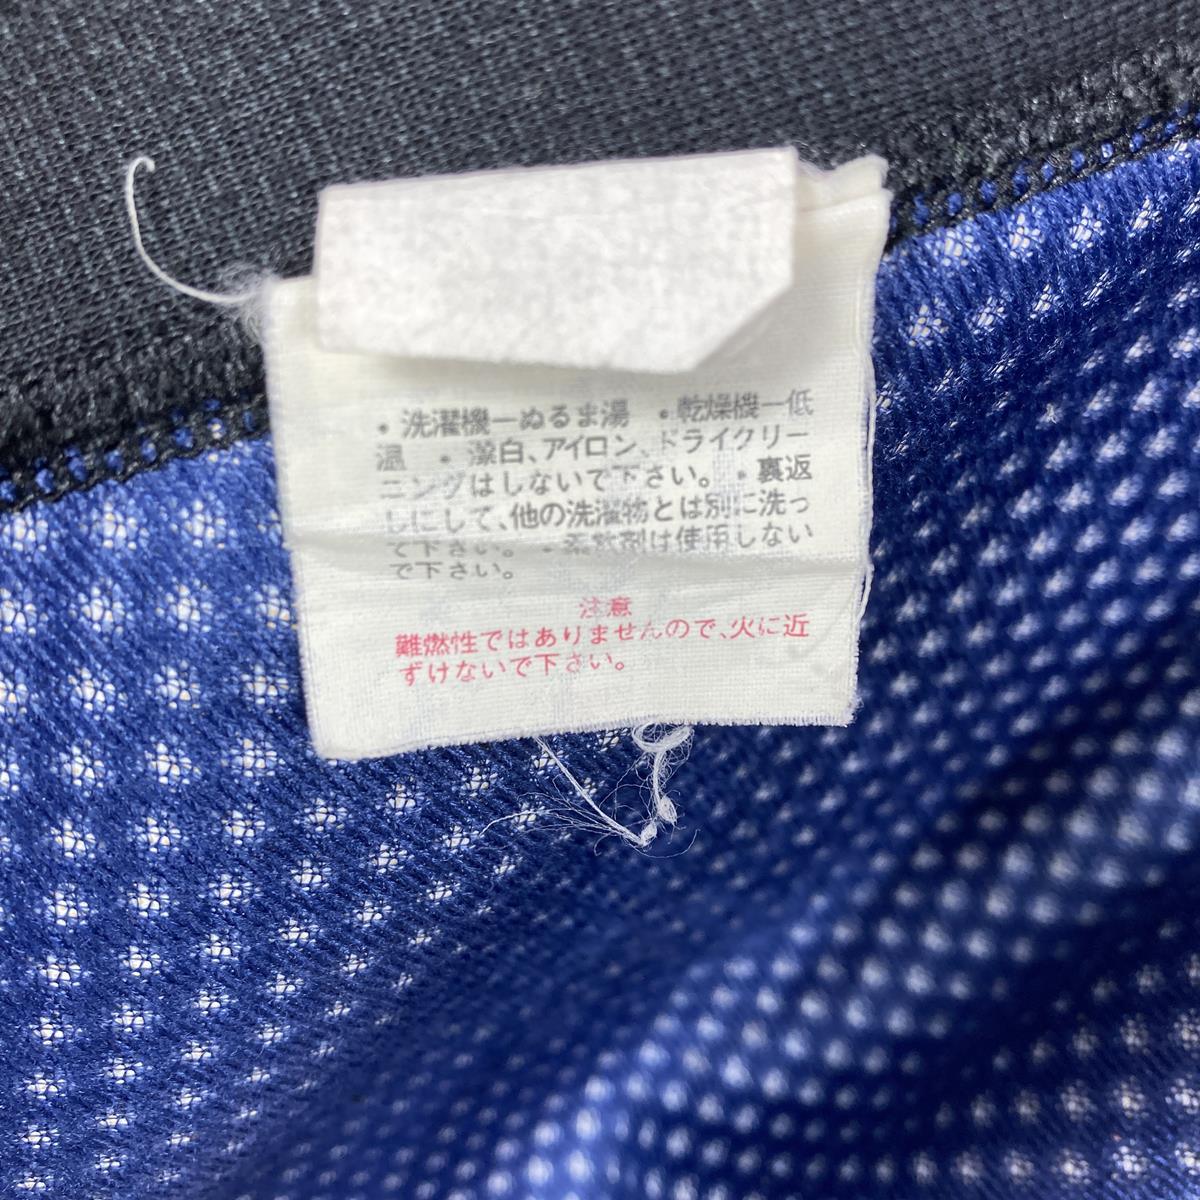 ・洗濯機ーぬるま湯 ・乾燥機ー低
温 ・漂白、アイロン、ドライクリー
ニングはしないで下さい。・裏返
しにして、他の洗濯物とは別に洗っ
て下さい。・柔軟剤は使用しない
で下さい。
注意
難燃性ではありませんので、火に近
ずけないで下さい。